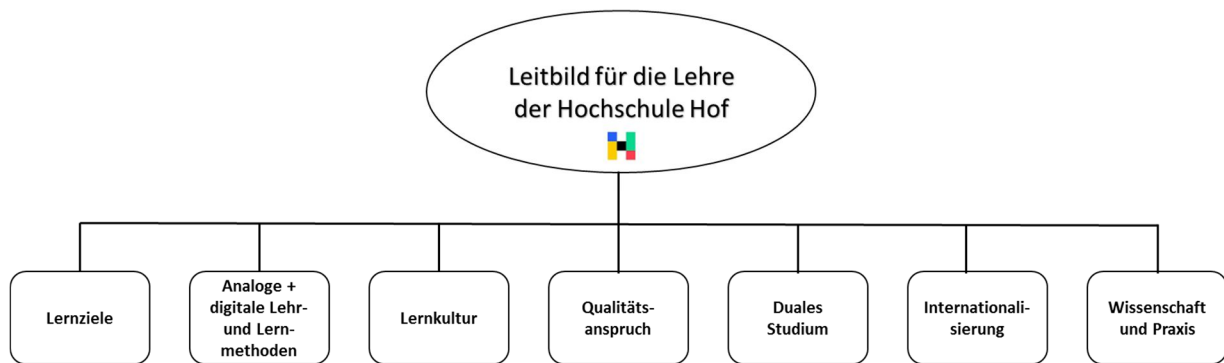 Leitbild für die Lehre
der Hochschule Hof
Lernziele
Analoge +
digitale Lehr-
und Lern-
methoden
Lernkultur
Qualitäts-
anspruch
Duales
Studium
Internationali-
sierung
Wissenschaft
und Praxis